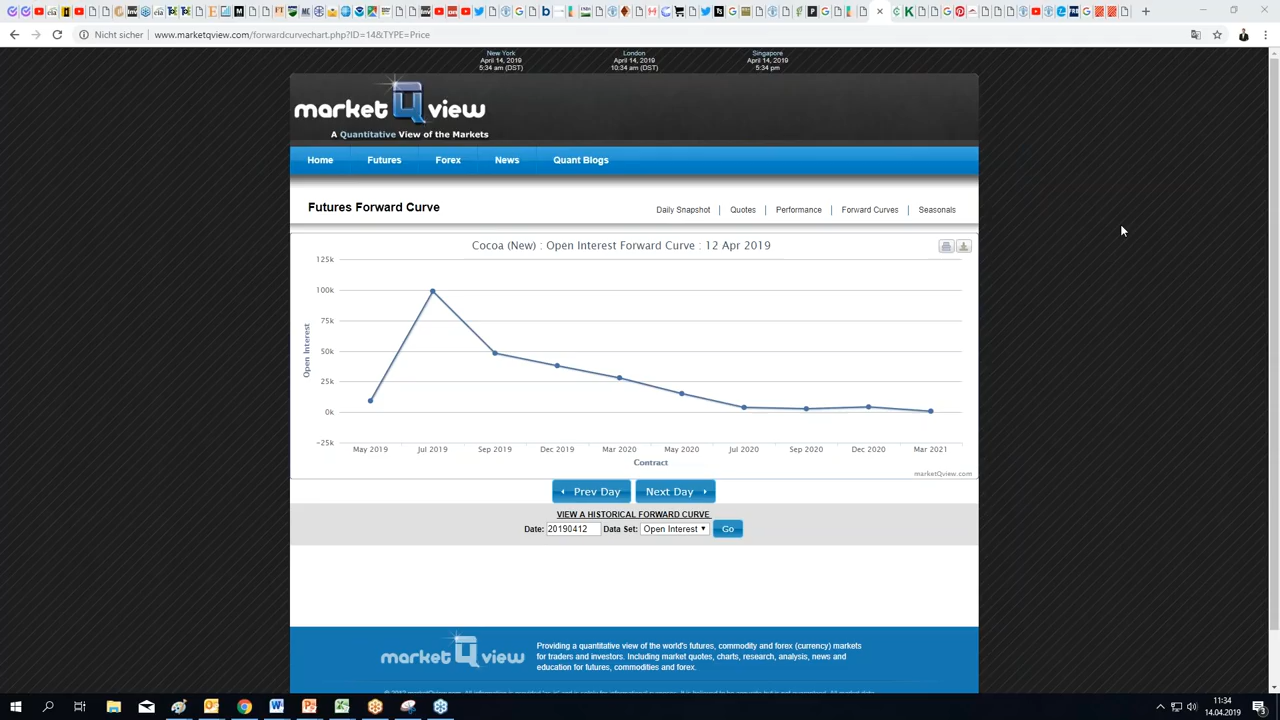 Nicht sicher | www.marketqview.com/forwardcurvechart.php?ID=14&TYPE=Price
New York
April 14, 2019
5:34 am (DST)
London
April 14, 2019
10:34 am (DST)
Singapore
April 14, 2019
5:34 pm
market Q view
A Quantitative View of the Markets
Home Futures Forex News Quant Blogs
Futures Forward Curve
Daily Snapshot | Quotes | Performance | Forward Curves | Seasonals
Cocoa (New) : Open Interest Forward Curve : 12 Apr 2019
125k
100k
75k
50k
25k
0k
−25k
Open Interest
May 2019 Jul 2019 Sep 2019 Dec 2019 Mar 2020 May 2020 Jul 2020 Sep 2020 Dec 2020 Mar 2021
Contract
marketQview.com
Prev Day Next Day
VIEW A HISTORICAL FORWARD CURVE
Date: 20190412 Data Set: Open Interest Go
market Q view
Providing a quantitative view of the world's futures, commodity and forex (currency) markets
for traders and investors. Including market quotes, charts, research, analysis, news and
education for futures, commodities and forex.
11:34
14.04.2019